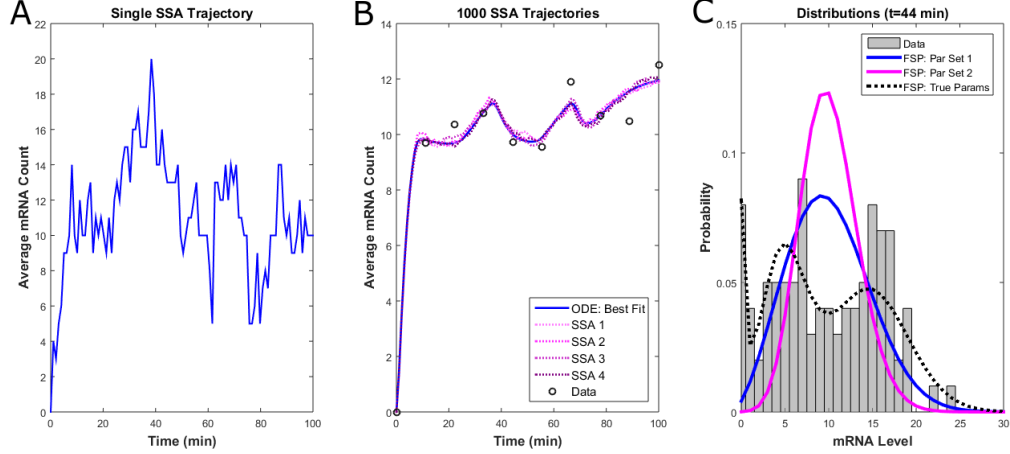 A
Single SSA Trajectory
22
20
18
16
14
12
10
8
6
4
2
0
Average mRNA Count
0
20
40
60
80
100
Time (min)
B
1000 SSA Trajectories
14
12
10
8
6
4
2
0
Average mRNA Count
ODE: Best Fit
SSA 1
SSA 2
SSA 3
SSA 4
Data
0
20
40
60
80
100
Time (min)
C
Distributions (t=44 min)
0.15
0.1
0.05
0
Probability
Data
FSP: Par Set 1
FSP: Par Set 2
FSP: True Params
0
5
10
15
20
25
30
mRNA Level